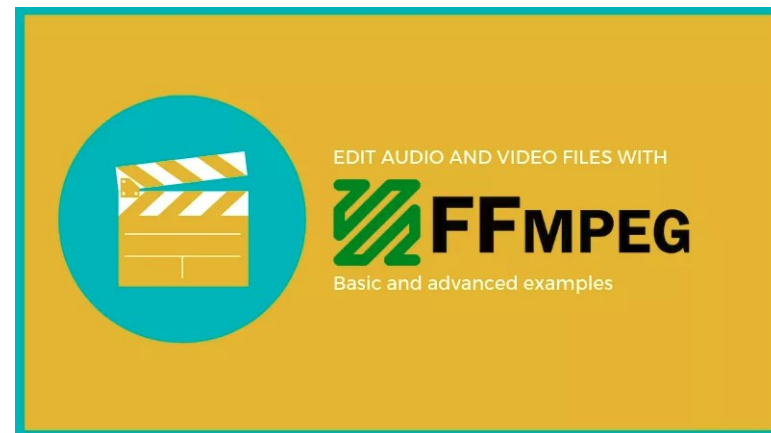 EDIT AUDIO AND VIDEO FILES WITH
FFMPEG
Basic and advanced examples